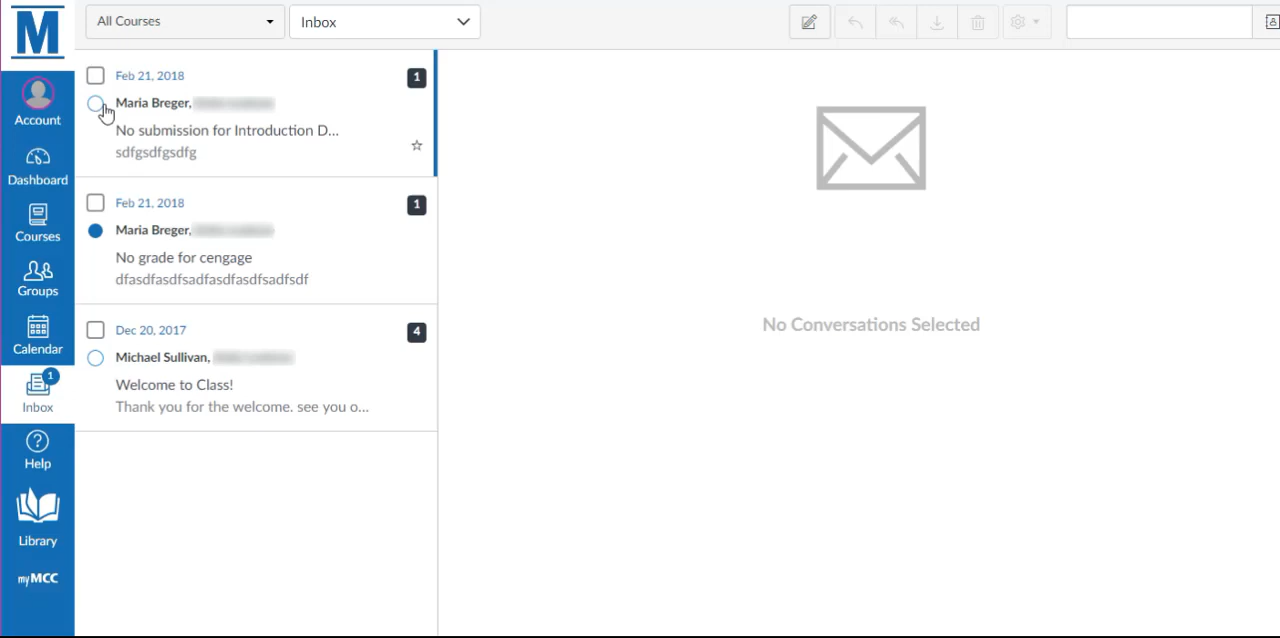 M
All Courses
Inbox
Account
Dashboard
Courses
Groups
Calendar
1
Inbox
Help
Library
myMCC
Feb 21, 2018
1
Maria Breger,
No submission for Introduction D...
sdfgsdfgsdfg
Feb 21, 2018
1
Maria Breger,
No grade for cengage
dfasdfasdfsadfasdfasdfsadfsdf
Dec 20, 2017
4
Michael Sullivan,
Welcome to Class!
Thank you for the welcome. see you o...
No Conversations Selected